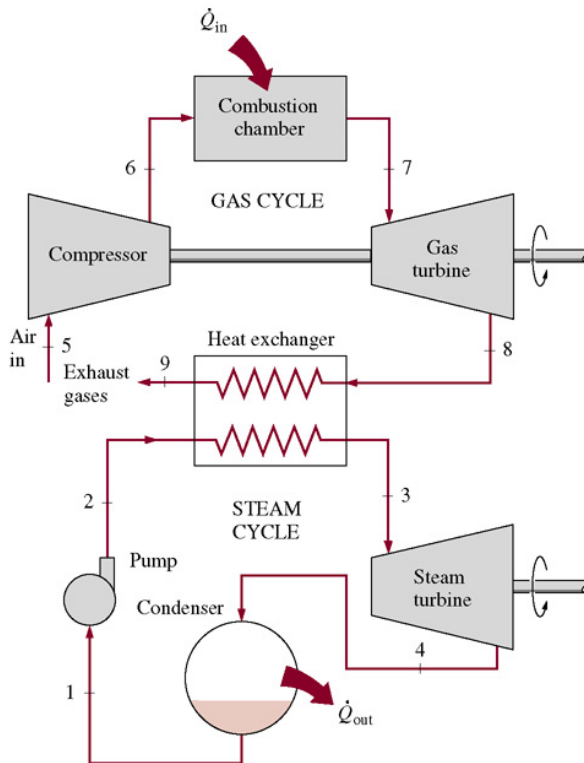 Q̇in
Combustion
chamber
6
7
GAS CYCLE
Compressor
Gas
turbine
Air
in
5
Exhaust
gases
9
Heat exchanger
8
2
3
STEAM
CYCLE
Pump
Condenser
Steam
turbine
4
1
Q̇out